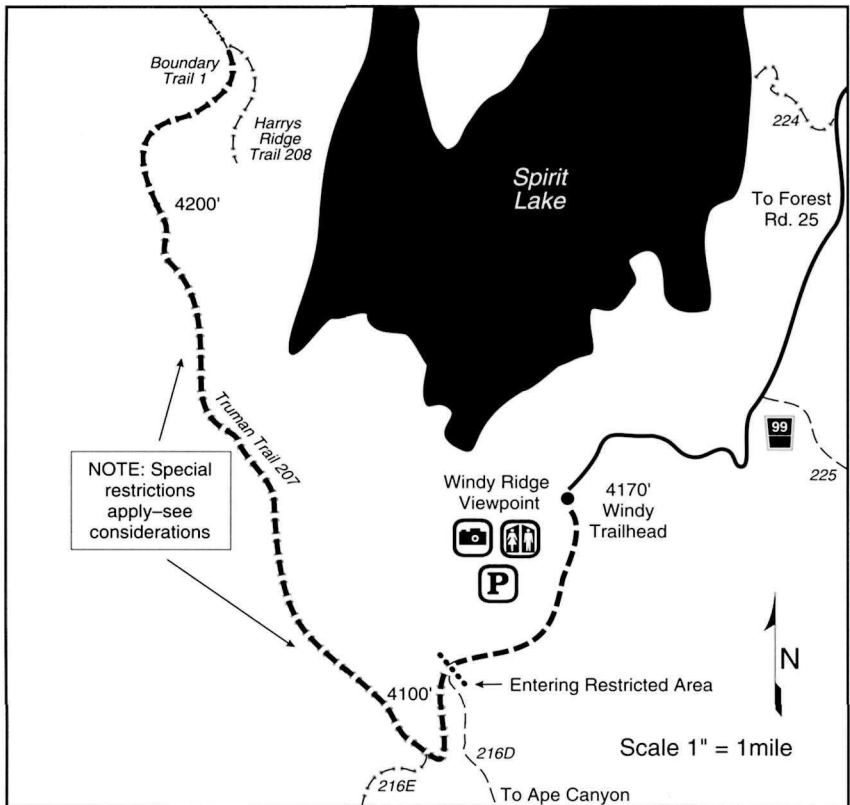 Boundary
Trail 1
Harrys
Ridge
Trail 208
224
Spirit
Lake
4200'
To Forest
Rd. 25
Truman Trail 207
99
NOTE: Special
restrictions
apply–see
considerations
Windy Ridge
Viewpoint
4170'
Windy
Trailhead
225
P
N
Entering Restricted Area
4100'
216D
Scale 1" = 1mile
216E
To Ape Canyon